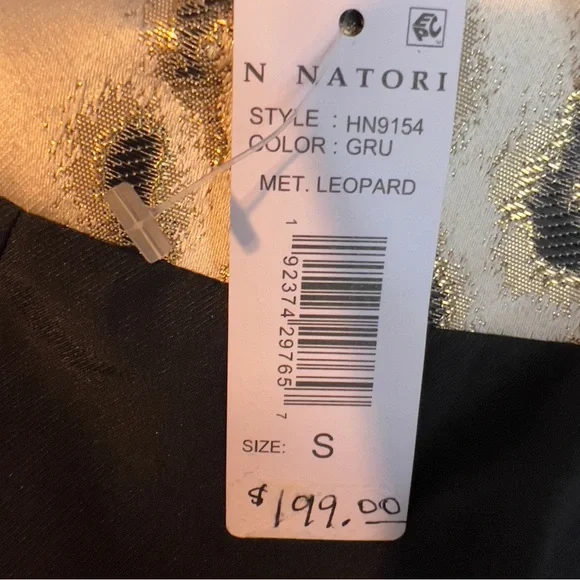 N NATORI
STYLE : HN9154
COLOR : GRU
MET. LEOPARD
1 92374 29765 7
SIZE: S
$199.00